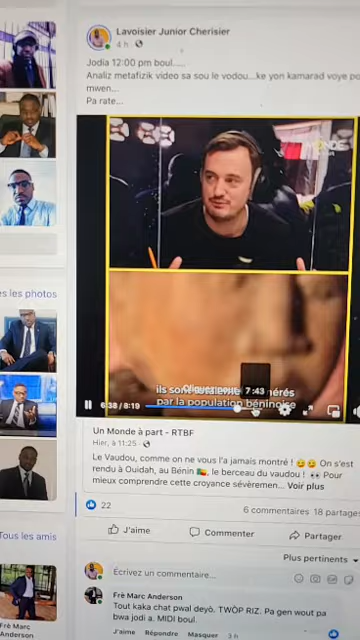 Lavoisier Junior Cherisier
4 h
Jodia 12:00 pm boul.....
Analiz metafizik video sa sou le vodou...ke yon kamarad voye po
mwen...
Pa rate...
ils sont
par la population béninoise
7:43
6:38 / 8:19
es les photos
Un Monde à part - RTBF
Hier, à 11:25
Le Vaudou, comme on ne vous l'a jamais montré ! 😉😉 On s'est
rendu à Ouidah, au Bénin 🇧🇯, le berceau du vaudou ! 👀 Pour
mieux comprendre cette croyance sévèrem... Voir plus
22
6 commentaires 18 partages
J'aime
Commenter
Partager
Plus pertinents
Tous les amis
Écrivez un commentaire...
Frè Marc Anderson
Tout kaka chat pwal deyò. TWÒP RIZ. Pa gen wout pa
bwa jodi a. MIDI boul.
J'aime Répondre Masquer 3 h
Frè Marc
Anderson